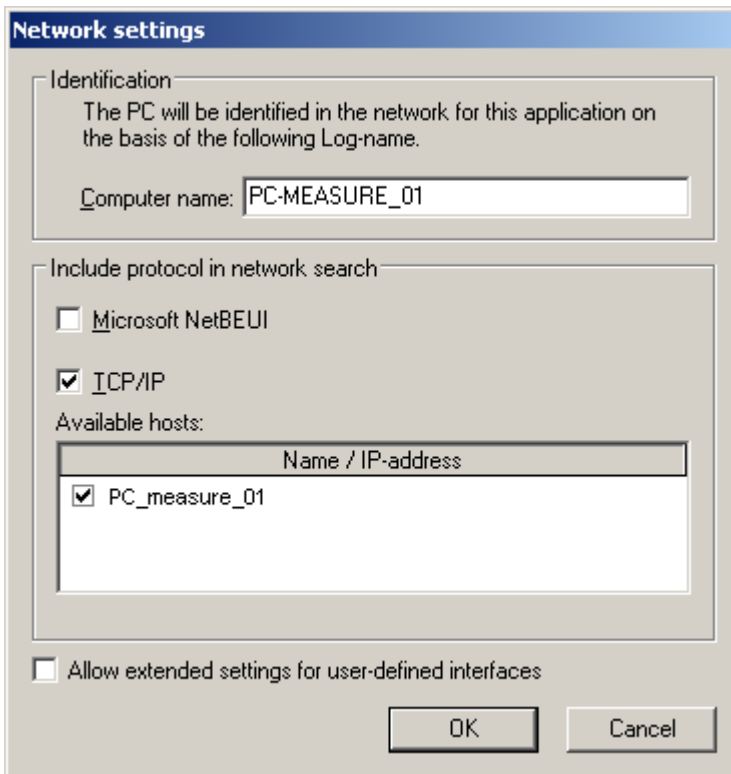 Network settings
Identification
The PC will be identified in the network for this application on
the basis of the following Log-name.
Computer name: PC-MEASURE_01
Include protocol in network search
Microsoft NetBEUI
TCP/IP
Available hosts:
Name / IP-address
PC_measure_01
Allow extended settings for user-defined interfaces
OK Cancel